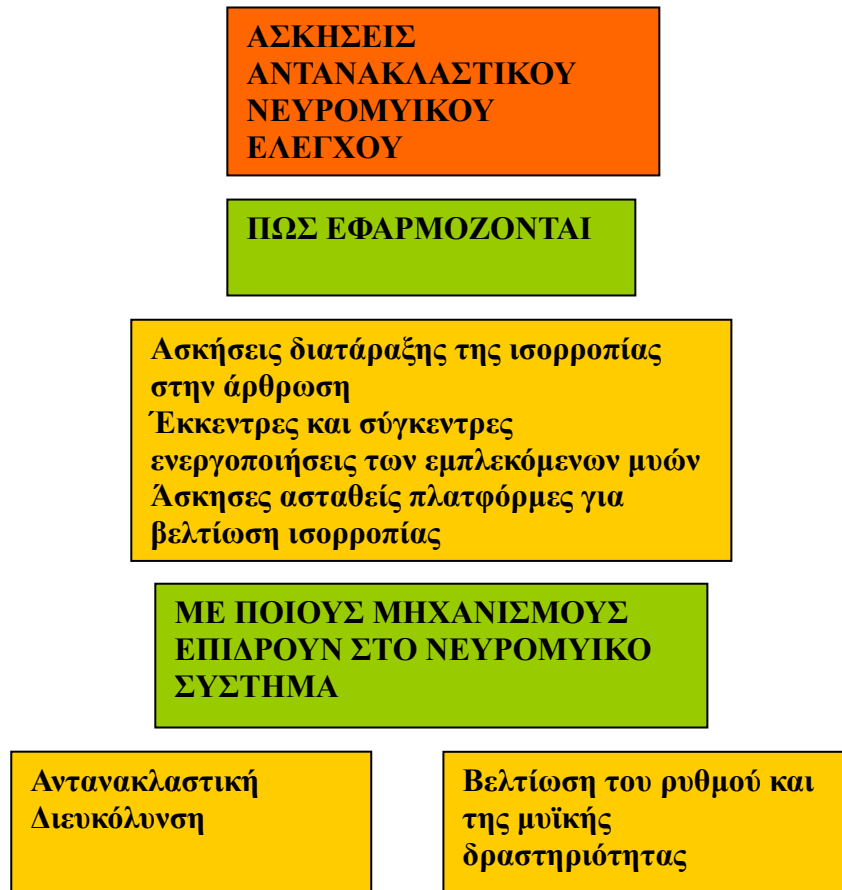 ΑΣΚΗΣΕΙΣ
ΑΝΤΑΝΑΚΛΑΣΤΙΚΟΥ
ΝΕΥΡΟΜΥΙΚΟΥ
ΕΛΕΓΧΟΥ
ΠΩΣ ΕΦΑΡΜΟΖΟΝΤΑΙ
Ασκήσεις διατάραξης της ισορροπίας
στην άρθρωση
Έκκεντρες και σύγκεντρες
ενεργοποιήσεις των εμπλεκόμενων μυών
Άσκησες ασταθείς πλατφόρμες για
βελτίωση ισορροπίας
ΜΕ ΠΟΙΟΥΣ ΜΗΧΑΝΙΣΜΟΥΣ
ΕΠΙΔΡΟΥΝ ΣΤΟ ΝΕΥΡΟΜΥΙΚΟ
ΣΥΣΤΗΜΑ
Αντανακλαστική
Διευκόλυνση
Βελτίωση του ρυθμού και
της μυϊκής
δραστηριότητας